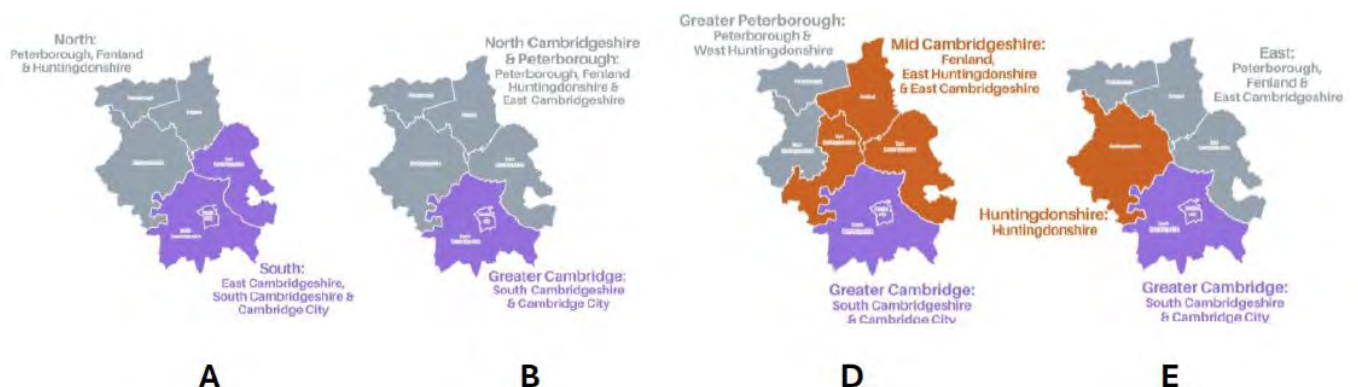 North:
Peterborough, Fenland
& Huntingdonshire
South:
East Cambridgeshire,
South Cambridgeshire &
Cambridge City
A
North Cambridgeshire
& Peterborough:
Peterborough, Fenland
Huntingdonshire &
East Cambridgeshire
Greater Cambridge:
South Cambridgeshire
& Cambridge City
B
Greater Peterborough:
Peterborough &
West Huntingdonshire
Mid Cambridgeshire:
Fenland,
East Huntingdonshire
& East Cambridgeshire
Greater Cambridge:
South Cambridgeshire
& Cambridge City
D
East:
Peterborough,
Fenland &
East Cambridgeshire
Huntingdonshire:
Huntingdonshire
Greater Cambridge:
South Cambridgeshire
& Cambridge City
E